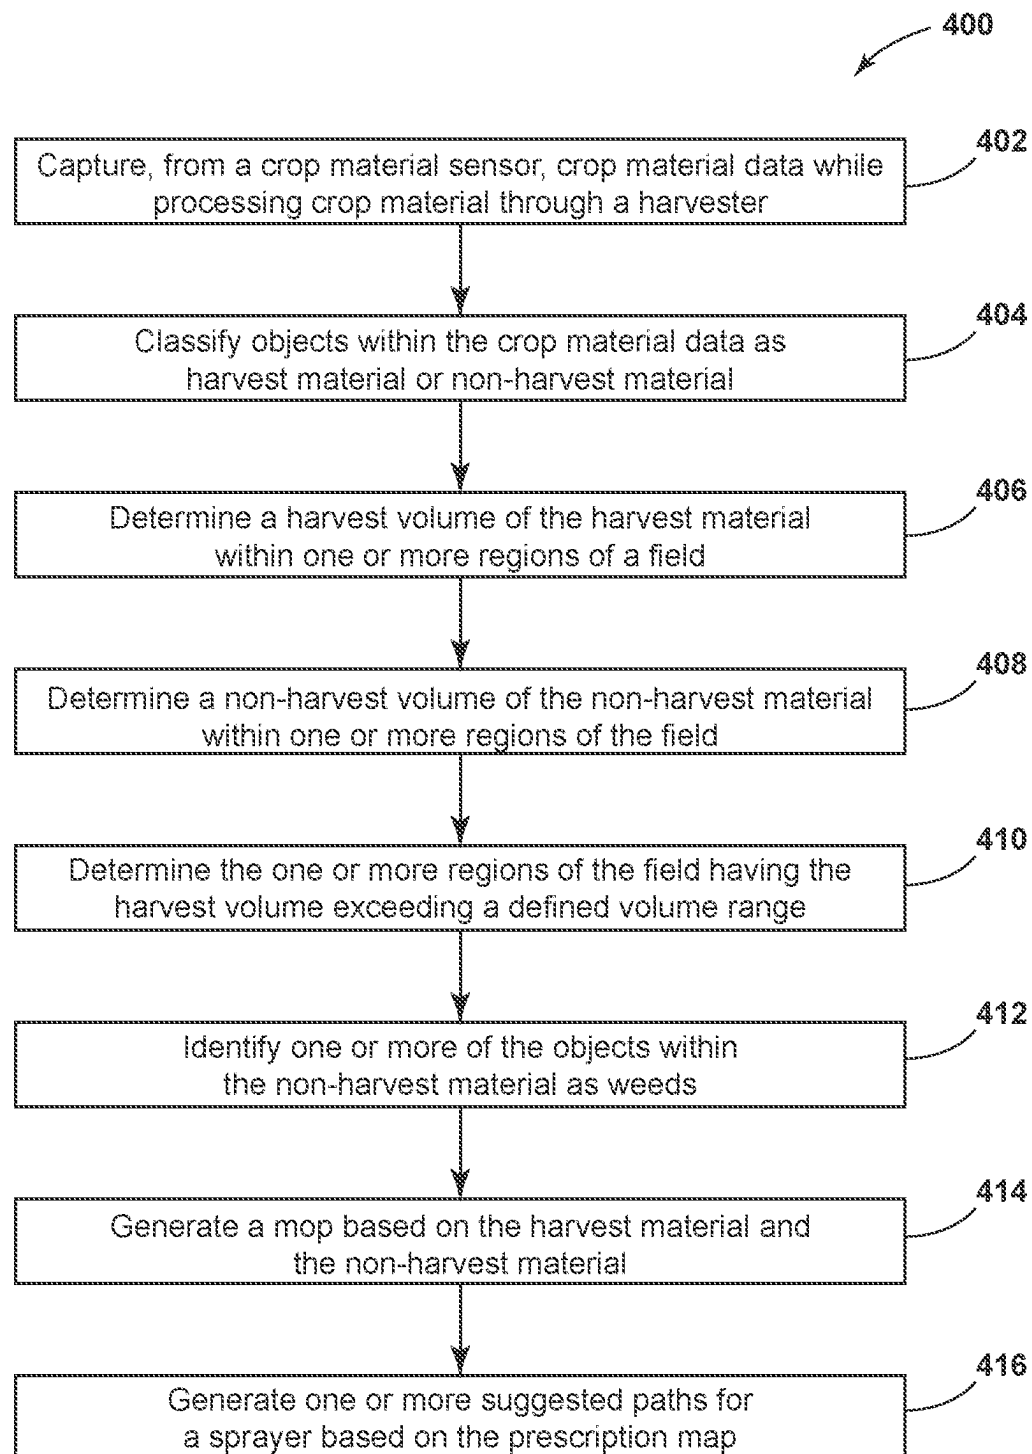 400
402
Capture, from a crop material sensor, crop material data while
processing crop material through a harvester
404
Classify objects within the crop material data as
harvest material or non-harvest material
406
Determine a harvest volume of the harvest material
within one or more regions of a field
408
Determine a non-harvest volume of the non-harvest material
within one or more regions of the field
410
Determine the one or more regions of the field having the
harvest volume exceeding a defined volume range
412
Identify one or more of the objects within
the non-harvest material as weeds
414
Generate a mop based on the harvest material and
the non-harvest material
416
Generate one or more suggested paths for
a sprayer based on the prescription map